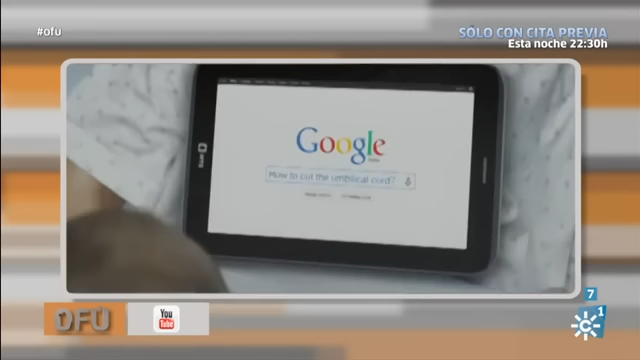 #ofu
SÓLO CON CITA PREVIA
Esta noche 22:30h
Google
How to cut the umbilical cord?
OFÚ
You
Tube
7
1